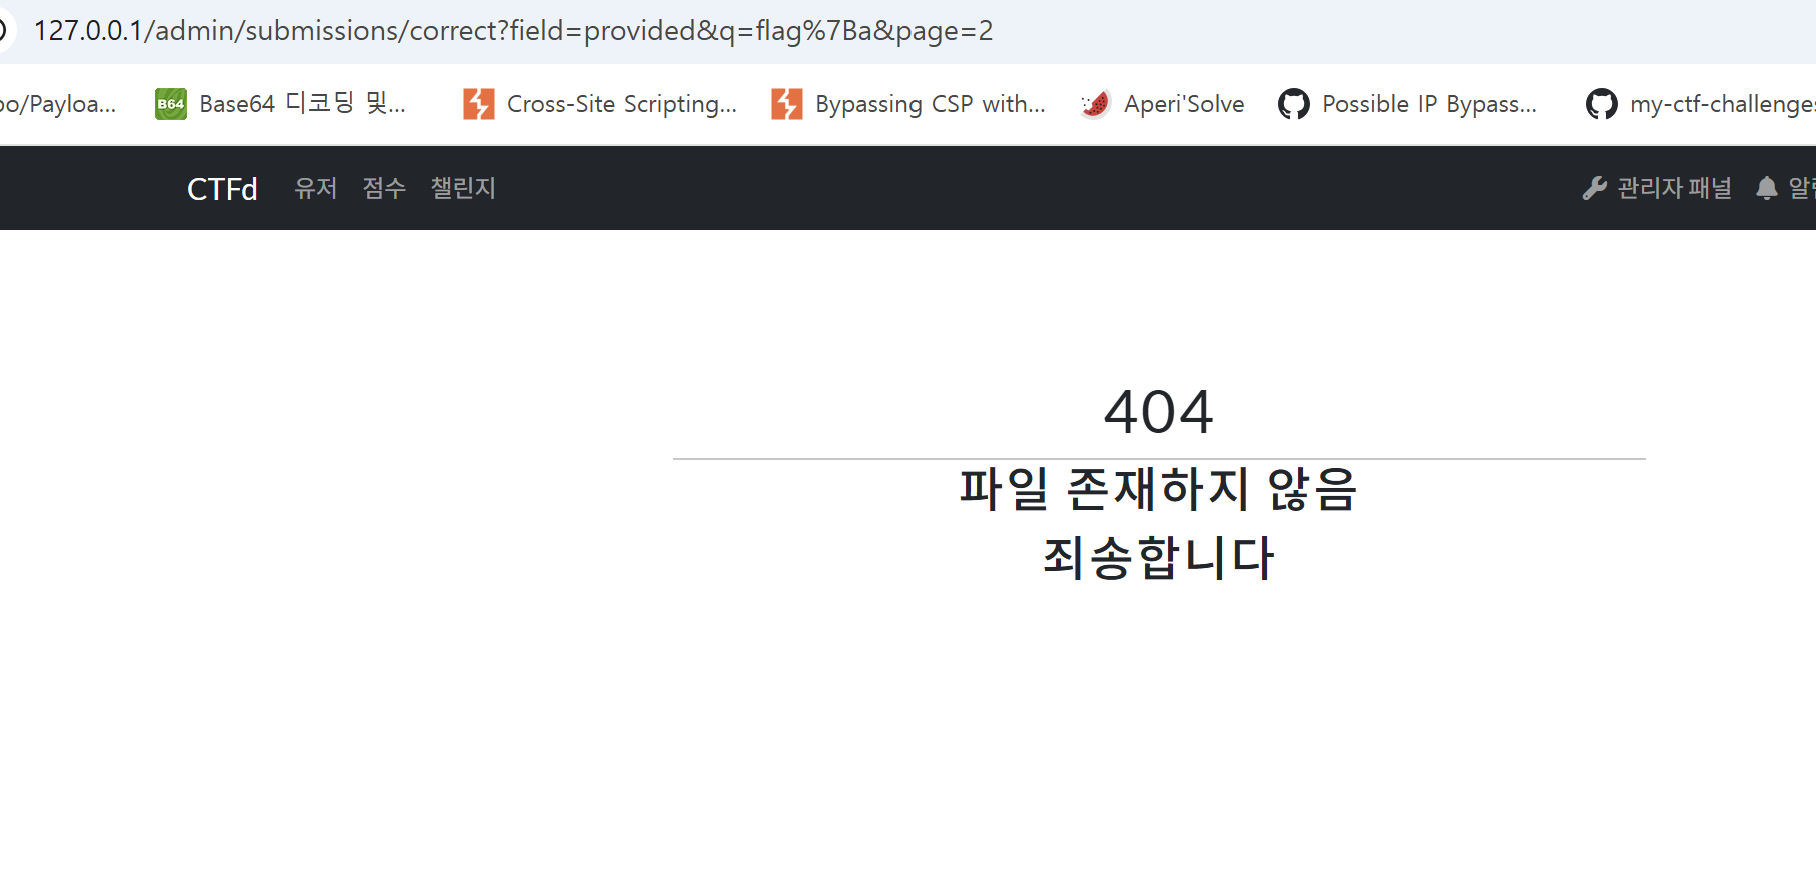 127.0.0.1/admin/submissions/correct?field=provided&q=flag%7Ba&page=2
oo/Payloa... B64 Base64 디코딩 및... Cross-Site Scripting... Bypassing CSP with... Aperi'Solve Possible IP Bypass... my-ctf-challenges
CTFd 유저 점수 챌린지 관리자 패널 알
404
파일 존재하지 않음
죄송합니다